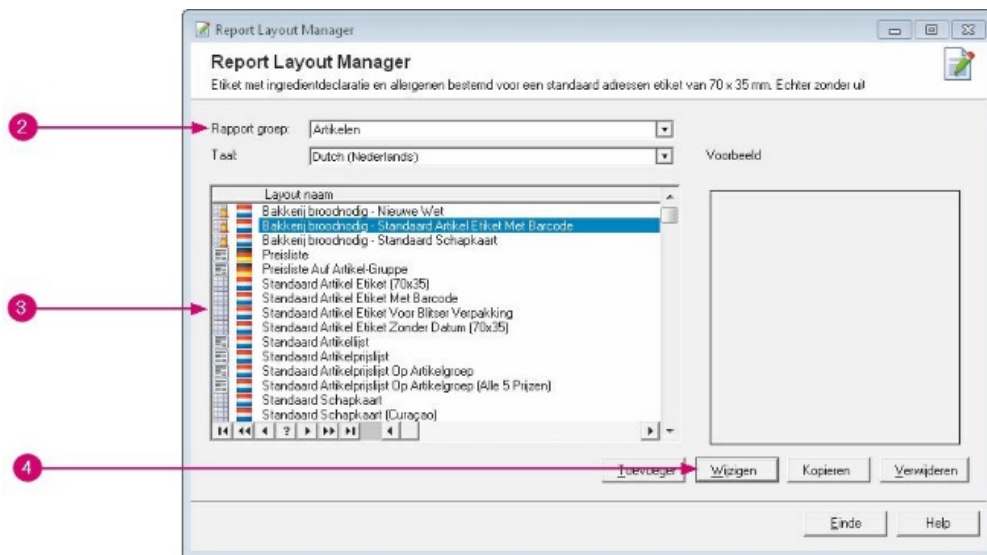 Report Layout Manager
Report Layout Manager
Etiket met ingredientdeclaratie en allergenen bestemd voor een standaard adressen etiket van 70 x 35 mm. Echter zonder uit
2
Rapport groep:
Artikelen
Taal:
Dutch (Nederlands)
Voorbeeld
Layout naam
Bakkerij broodnodig - Nieuwe Wet
Bakkerij broodnodig - Standaard Artikel Etiket Met Barcode
Bakkerij broodnodig - Standaard Schapkaart
Preisliste
Preisliste Auf Artikel-Gruppe
Standaard Artikel Etiket (70x35)
Standaard Artikel Etiket Met Barcode
3
Standaard Artikel Etiket Voor Blitser Verpakking
Standaard Artikel Etiket Zonder Datum (70x35)
Standaard Artikellijst
Standaard Artikelprijslijst
Standaard Artikelprijslijst Op Artikelgroep
Standaard Artikelprijslijst Op Artikelgroep (Alle 5 Prijzen)
Standaard Schapkaart
Standaard Schapkaart (Curaçao)
?
4
Toevoeger
Wijzigen
Kopieren
Verwijderen
Einde
Help